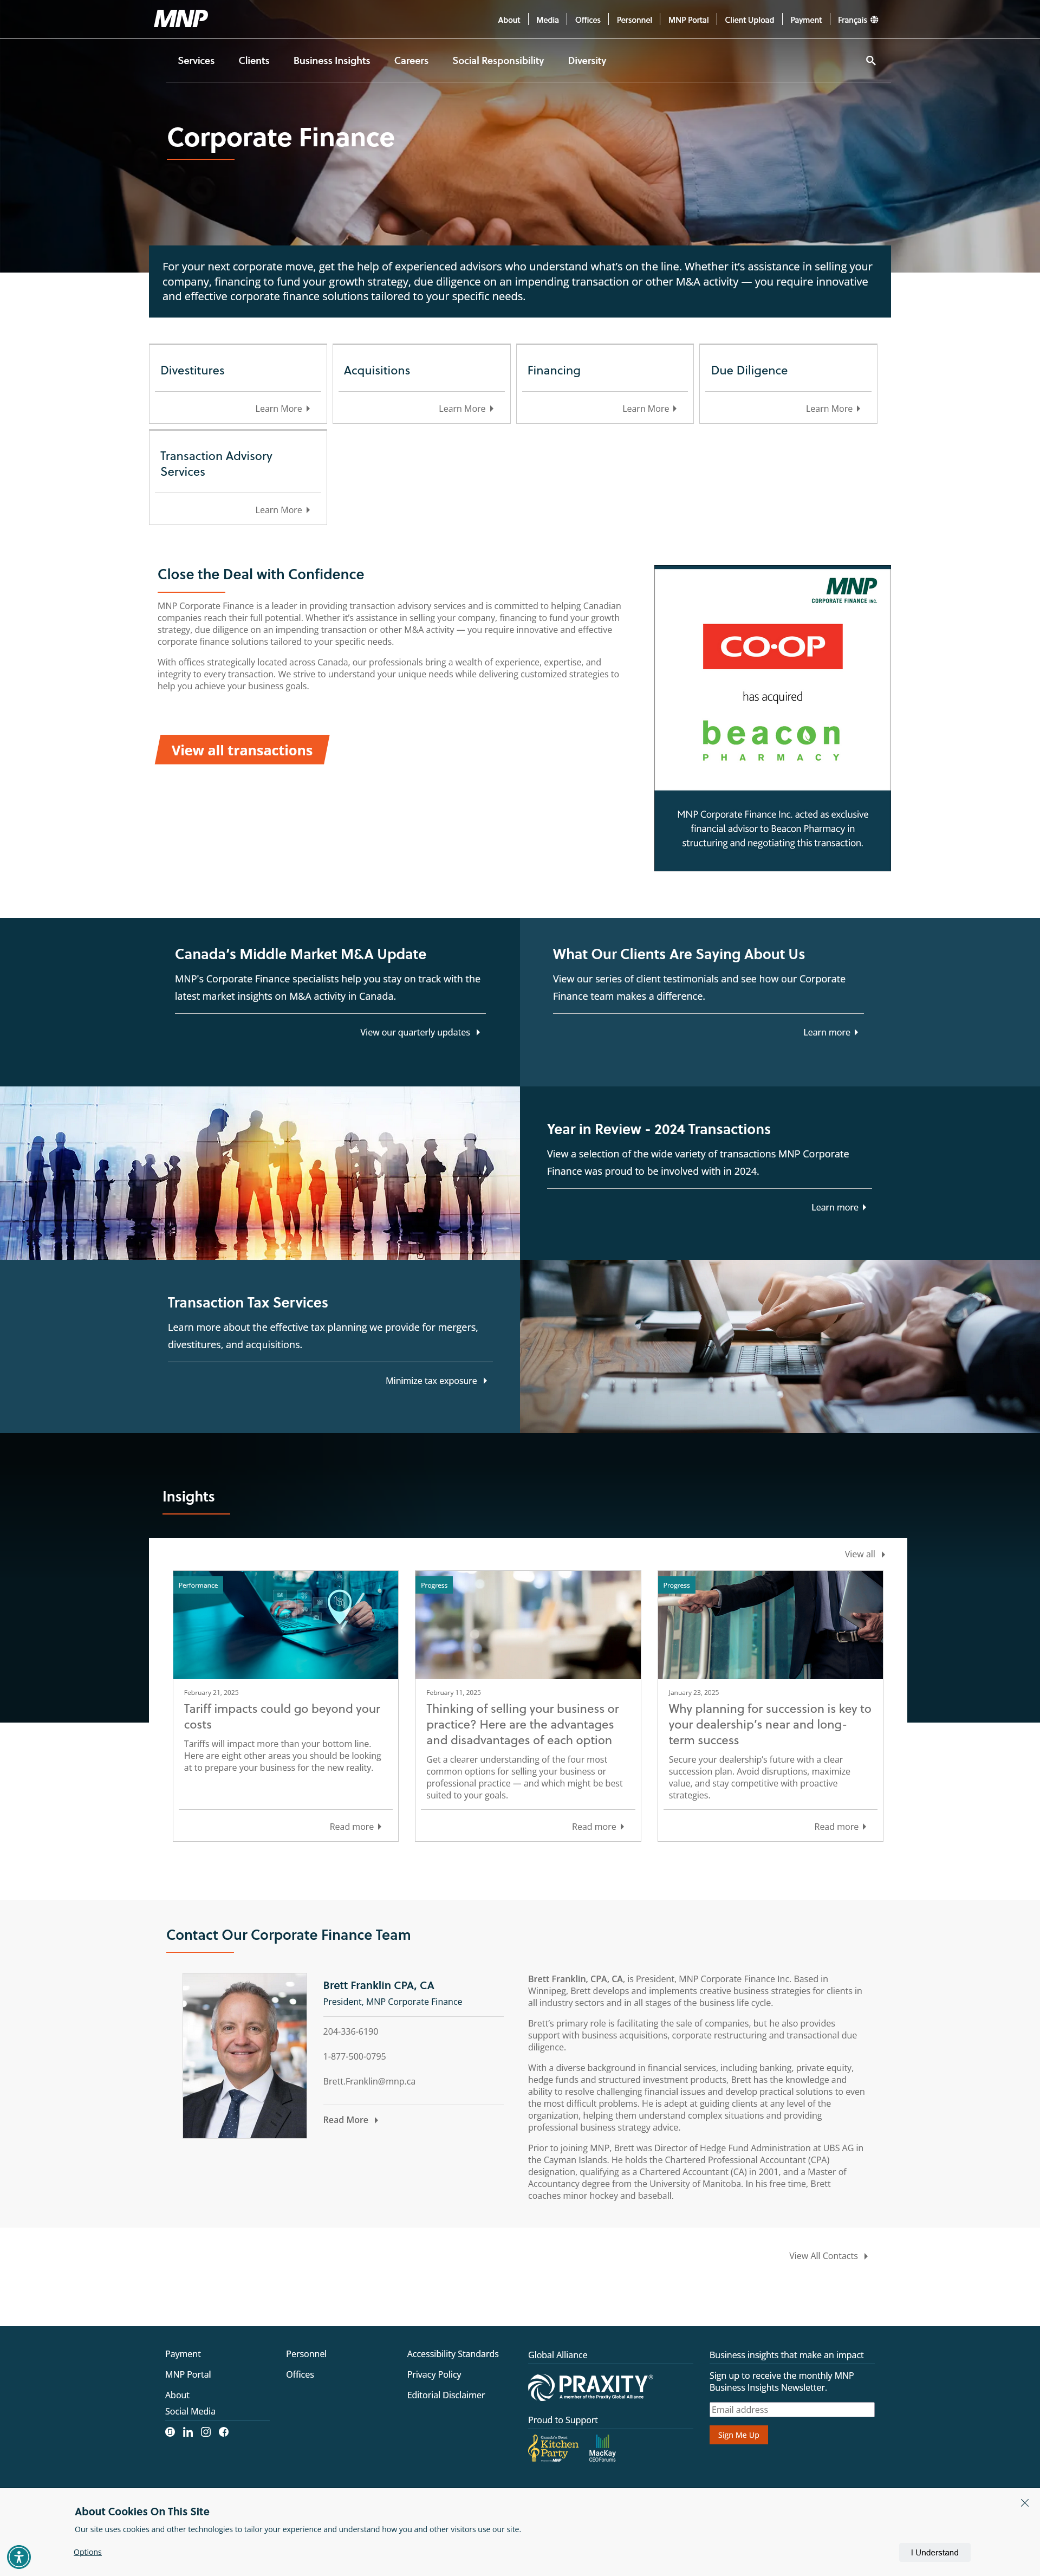 MNP
About
Media
Offices
Personnel
MNP Portal
Client Upload
Payment
Français
Services
Clients
Business Insights
Careers
Social Responsibility
Diversity
Corporate Finance
For your next corporate move, get the help of experienced advisors who understand what's on the line. Whether it's assistance in selling your
company, financing to fund your growth strategy, due diligence on an impending transaction or other M&A activity — you require innovative
and effective corporate finance solutions tailored to your specific needs.
Divestitures
Learn More
Acquisitions
Learn More
Financing
Learn More
Due Diligence
Learn More
Transaction Advisory
Services
Learn More
Close the Deal with Confidence
MNP Corporate Finance is a leader in providing transaction advisory services and is committed to helping Canadian
companies reach their full potential. Whether it's assistance in selling your company, financing to fund your growth
strategy, due diligence on an impending transaction or other M&A activity — you require innovative and effective
corporate finance solutions tailored to your specific needs.
With offices strategically located across Canada, our professionals bring a wealth of experience, expertise, and
integrity to every transaction. We strive to understand your unique needs while delivering customized strategies to
help you achieve your business goals.
View all transactions
MNP
CORPORATE FINANCE INC.
CO·OP
has acquired
beacon
PHARMACY
MNP Corporate Finance Inc. acted as exclusive
financial advisor to Beacon Pharmacy in
structuring and negotiating this transaction.
Canada's Middle Market M&A Update
MNP's Corporate Finance specialists help you stay on track with the
latest market insights on M&A activity in Canada.
View our quarterly updates
What Our Clients Are Saying About Us
View our series of client testimonials and see how our Corporate
Finance team makes a difference.
Learn more
Year in Review - 2024 Transactions
View a selection of the wide variety of transactions MNP Corporate
Finance was proud to be involved with in 2024.
Learn more
Transaction Tax Services
Learn more about the effective tax planning we provide for mergers,
divestitures, and acquisitions.
Minimize tax exposure
Insights
View all
Performance
February 21, 2025
Tariff impacts could go beyond your
costs
Tariffs will impact more than your bottom line.
Here are eight other areas you should be looking
at to prepare your business for the new reality.
Read more
Progress
February 11, 2025
Thinking of selling your business or
practice? Here are the advantages
and disadvantages of each option
Get a clearer understanding of the four most
common options for selling your business or
professional practice — and which might be best
suited to your goals.
Read more
Progress
January 23, 2025
Why planning for succession is key to
your dealership's near and long-
term success
Secure your dealership's future with a clear
succession plan. Avoid disruptions, maximize
value, and stay competitive with proactive
strategies.
Read more
Contact Our Corporate Finance Team
Brett Franklin CPA, CA
President, MNP Corporate Finance
204-336-6190
1-877-500-0795
Brett.Franklin@mnp.ca
Read More
Brett Franklin, CPA, CA, is President, MNP Corporate Finance Inc. Based in
Winnipeg, Brett develops and implements creative business strategies for clients in
all industry sectors and in all stages of the business life cycle.
Brett's primary role is facilitating the sale of companies, but he also provides
support with business acquisitions, corporate restructuring and transactional due
diligence.
With a diverse background in financial services, including banking, private equity,
hedge funds and structured investment products, Brett has the knowledge and
ability to resolve challenging financial issues and develop practical solutions to even
the most difficult problems. He is adept at guiding clients at any level of the
organization, helping them understand complex situations and providing
professional business strategy advice.
Prior to joining MNP, Brett was Director of Hedge Fund Administration at UBS AG in
the Cayman Islands. He holds the Chartered Professional Accountant (CPA)
designation, qualifying as a Chartered Accountant (CA) in 2001, and a Master of
Accountancy degree from the University of Manitoba. In his free time, Brett
coaches minor hockey and baseball.
View All Contacts
Payment
MNP Portal
About
Social Media
Personnel
Offices
Accessibility Standards
Privacy Policy
Editorial Disclaimer
Global Alliance
PRAXITY
A member of the Praxity Global Alliance
Proud to Support
Canada's Great
Kitchen
Party
MNP
MacKay
CEOForums
Business insights that make an impact
Sign up to receive the monthly MNP
Business Insights Newsletter.
Email address
Sign Me Up
About Cookies On This Site
Our site uses cookies and other technologies to tailor your experience and understand how you and other visitors use our site.
Options
I Understand